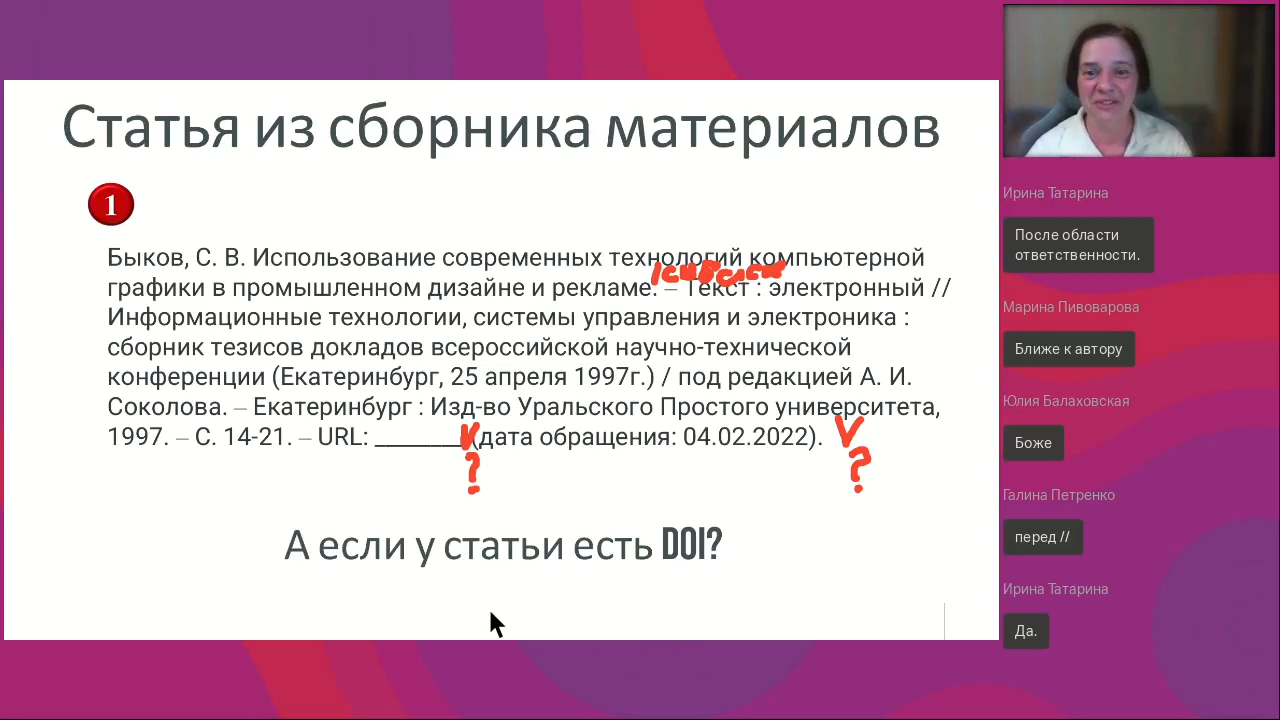 Статья из сборника материалов
1
Быков, С. В. Использование современных технологий компьютерной
графики в промышленном дизайне и рекламе. – Текст : электронный //
Информационные технологии, системы управления и электроника :
сборник тезисов докладов всероссийской научно-технической
конференции (Екатеринбург, 25 апреля 1997г.) / под редакцией А. И.
Соколова. – Екатеринбург : Изд-во Уральского Простого университета,
1997. – С. 14-21. – URL: ________ (дата обращения: 04.02.2022).
? ?
А если у статьи есть DOI?
Ирина Татарина
После области
ответственности.
Марина Пивоварова
Ближе к автору
Юлия Балаховская
Боже
Галина Петренко
перед //
Ирина Татарина
Да.